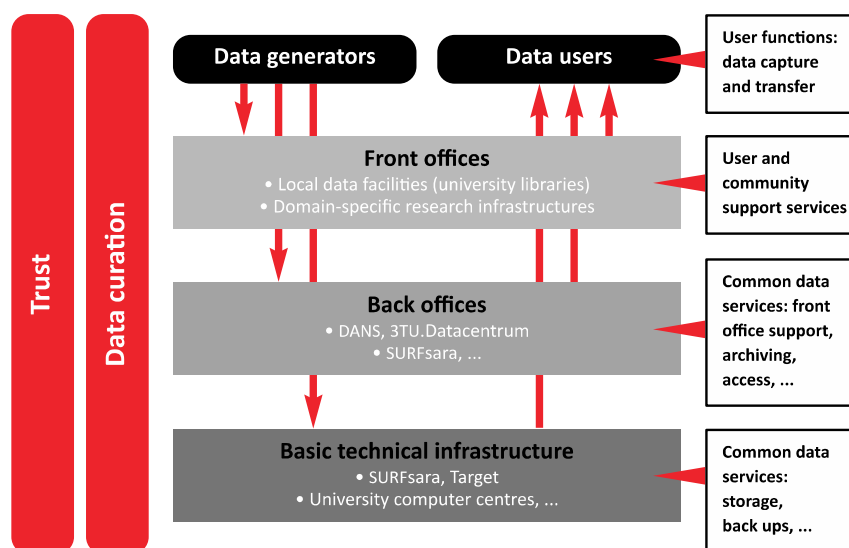 Trust
Data curation
Data generators
Data users
User functions:
data capture
and transfer
Front offices
• Local data facilities (university libraries)
• Domain-specific research infrastructures
User and
community
support services
Back offices
• DANS, 3TU.Datacentrum
• SURFsara, ...
Common data
services: front
office support,
archiving,
access, ...
Basic technical infrastructure
• SURFsara, Target
• University computer centres, ...
Common data
services:
storage,
back ups, ...